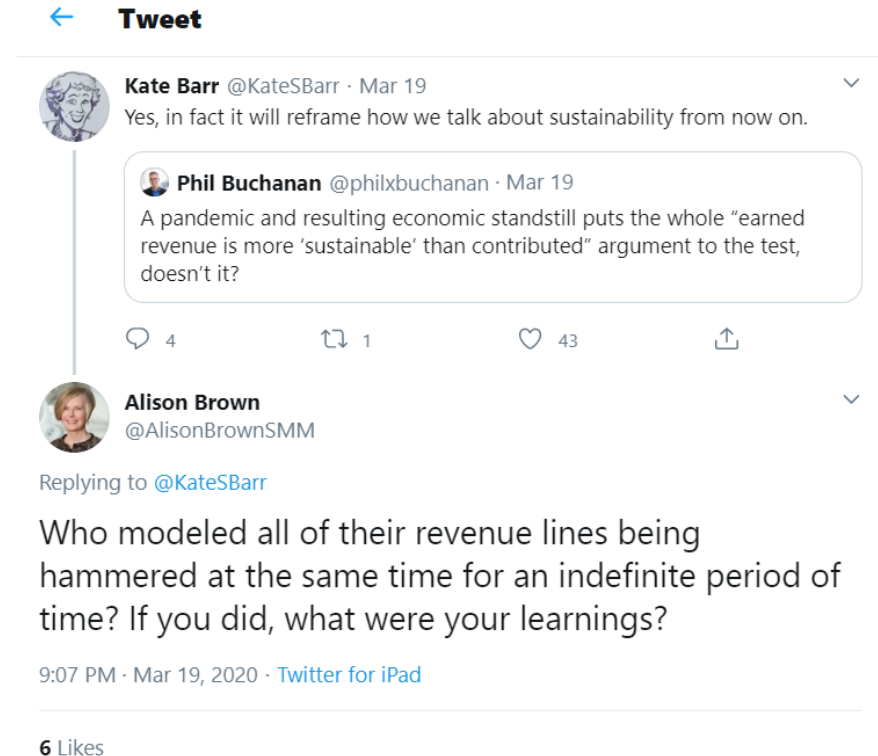 Tweet
Kate Barr @KateSBarr · Mar 19
Yes, in fact it will reframe how we talk about sustainability from now on.
Phil Buchanan @philxbuchanan · Mar 19
A pandemic and resulting economic standstill puts the whole “earned
revenue is more ‘sustainable’ than contributed” argument to the test,
doesn’t it?
4 1 43
Alison Brown
@AlisonBrownSMM
Replying to @KateSBarr
Who modeled all of their revenue lines being
hammered at the same time for an indefinite period of
time? If you did, what were your learnings?
9:07 PM · Mar 19, 2020 · Twitter for iPad
6 Likes